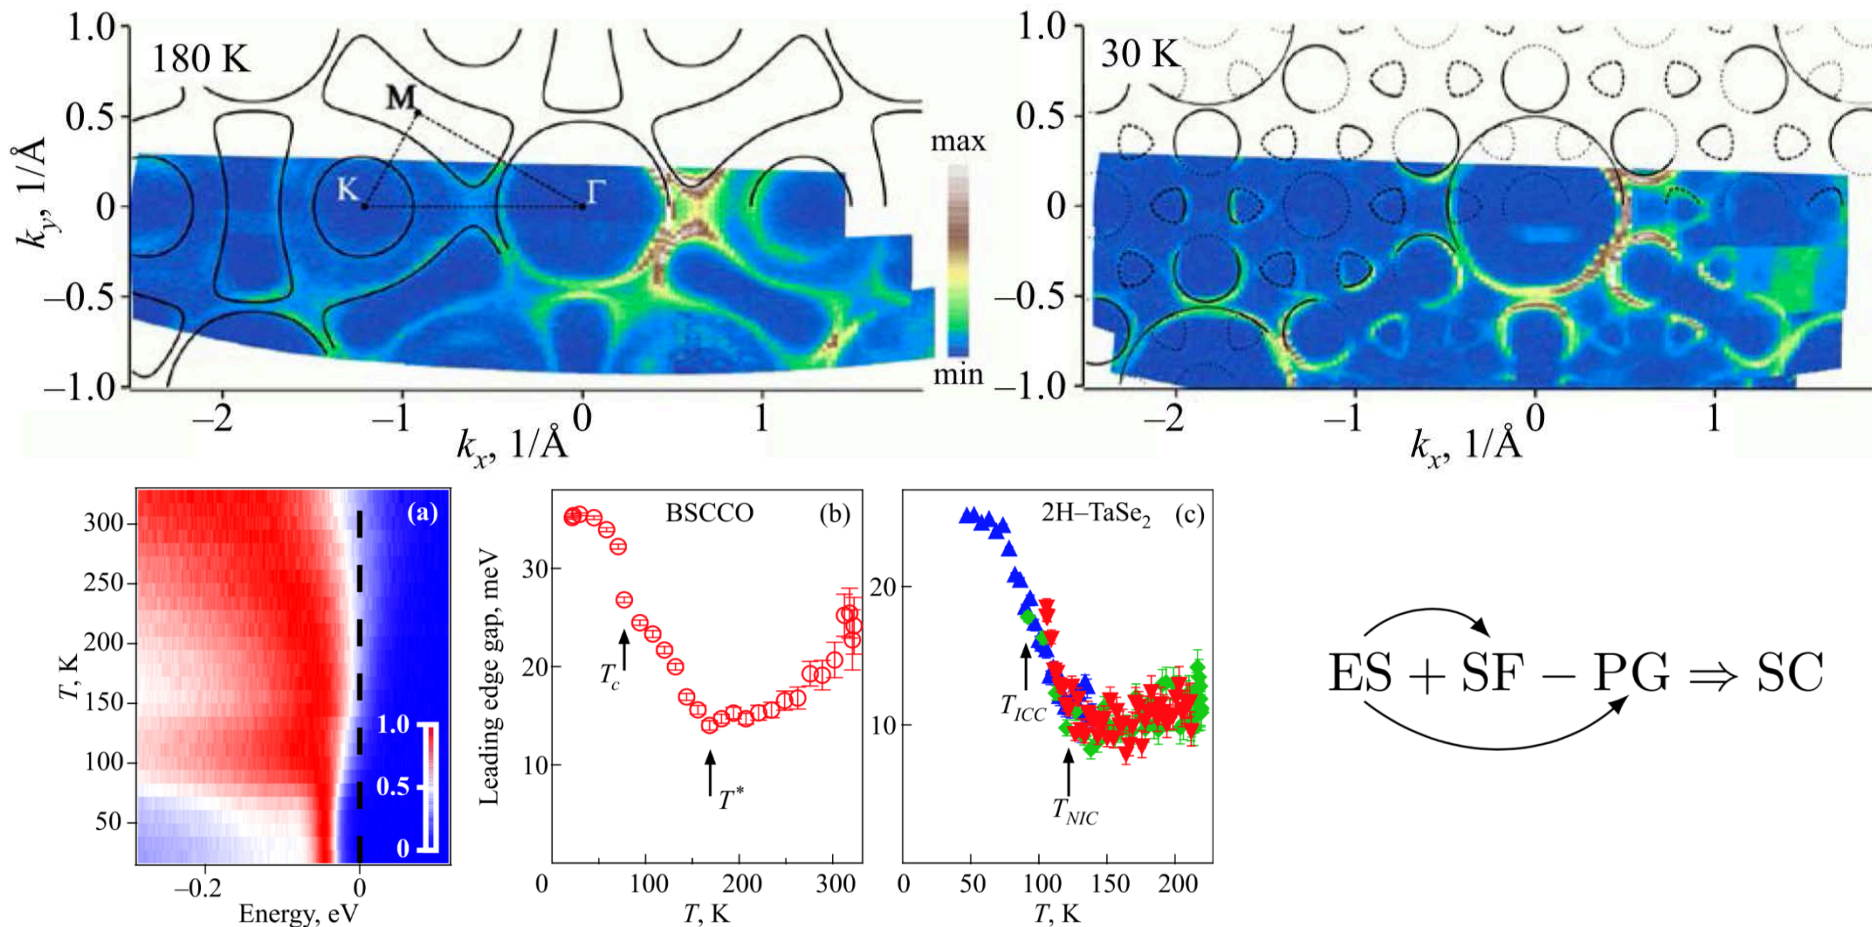 180 K
1.0
0.5
0
–0.5
–1.0
k_y, 1/Å
M
K
Γ
max
min
–2
–1
0
1
k_x, 1/Å
30 K
1.0
0.5
0
–0.5
–1.0
–2
–1
0
1
k_x, 1/Å
(a)
300
250
200
150
100
50
T, K
1.0
0.5
0
–0.2
0
Energy, eV
BSCCO
(b)
30
20
10
Leading edge gap, meV
T_c
T*
0
100
200
300
T, K
2H–TaSe₂
(c)
20
10
T_ICC
T_NIC
0
50
100
150
200
T, K
ES + SF – PG ⇒ SC